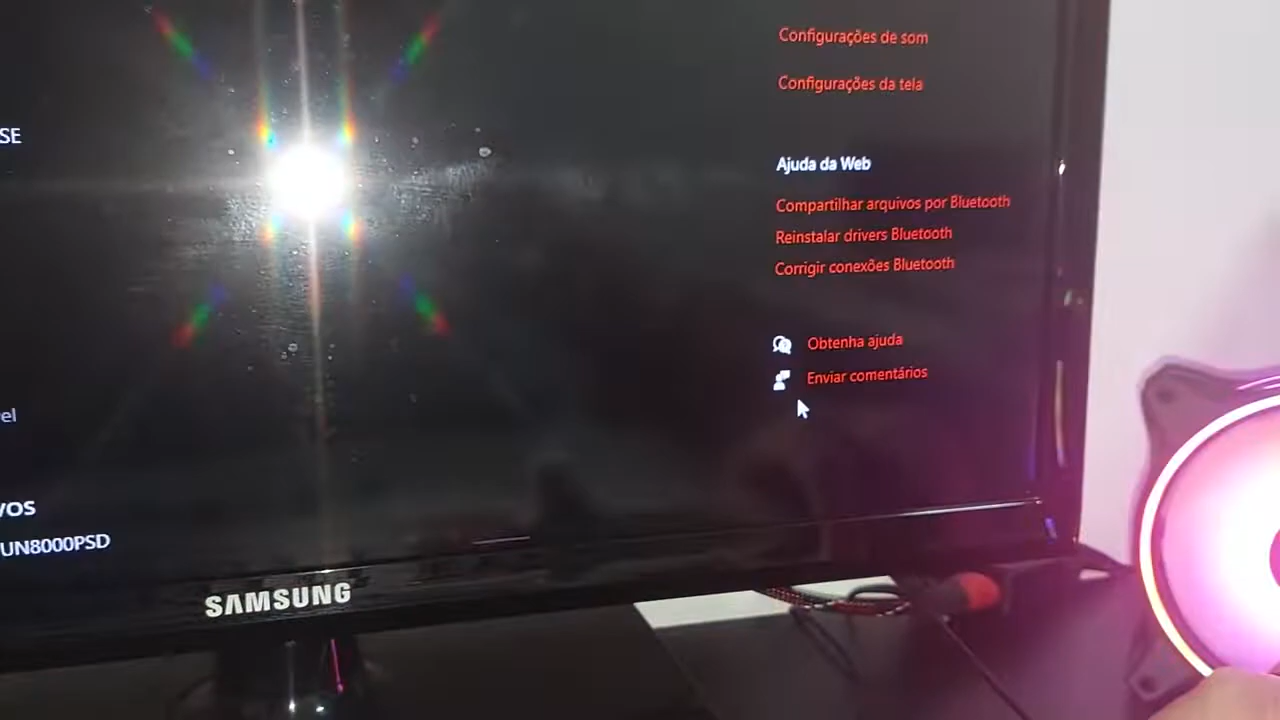 Configurações de som
Configurações da tela
SE
Ajuda da Web
Compartilhar arquivos por Bluetooth
Reinstalar drivers Bluetooth
Corrigir conexões Bluetooth
Obtenha ajuda
Enviar comentários
el
VOS
UN8000PSD
SAMSUNG